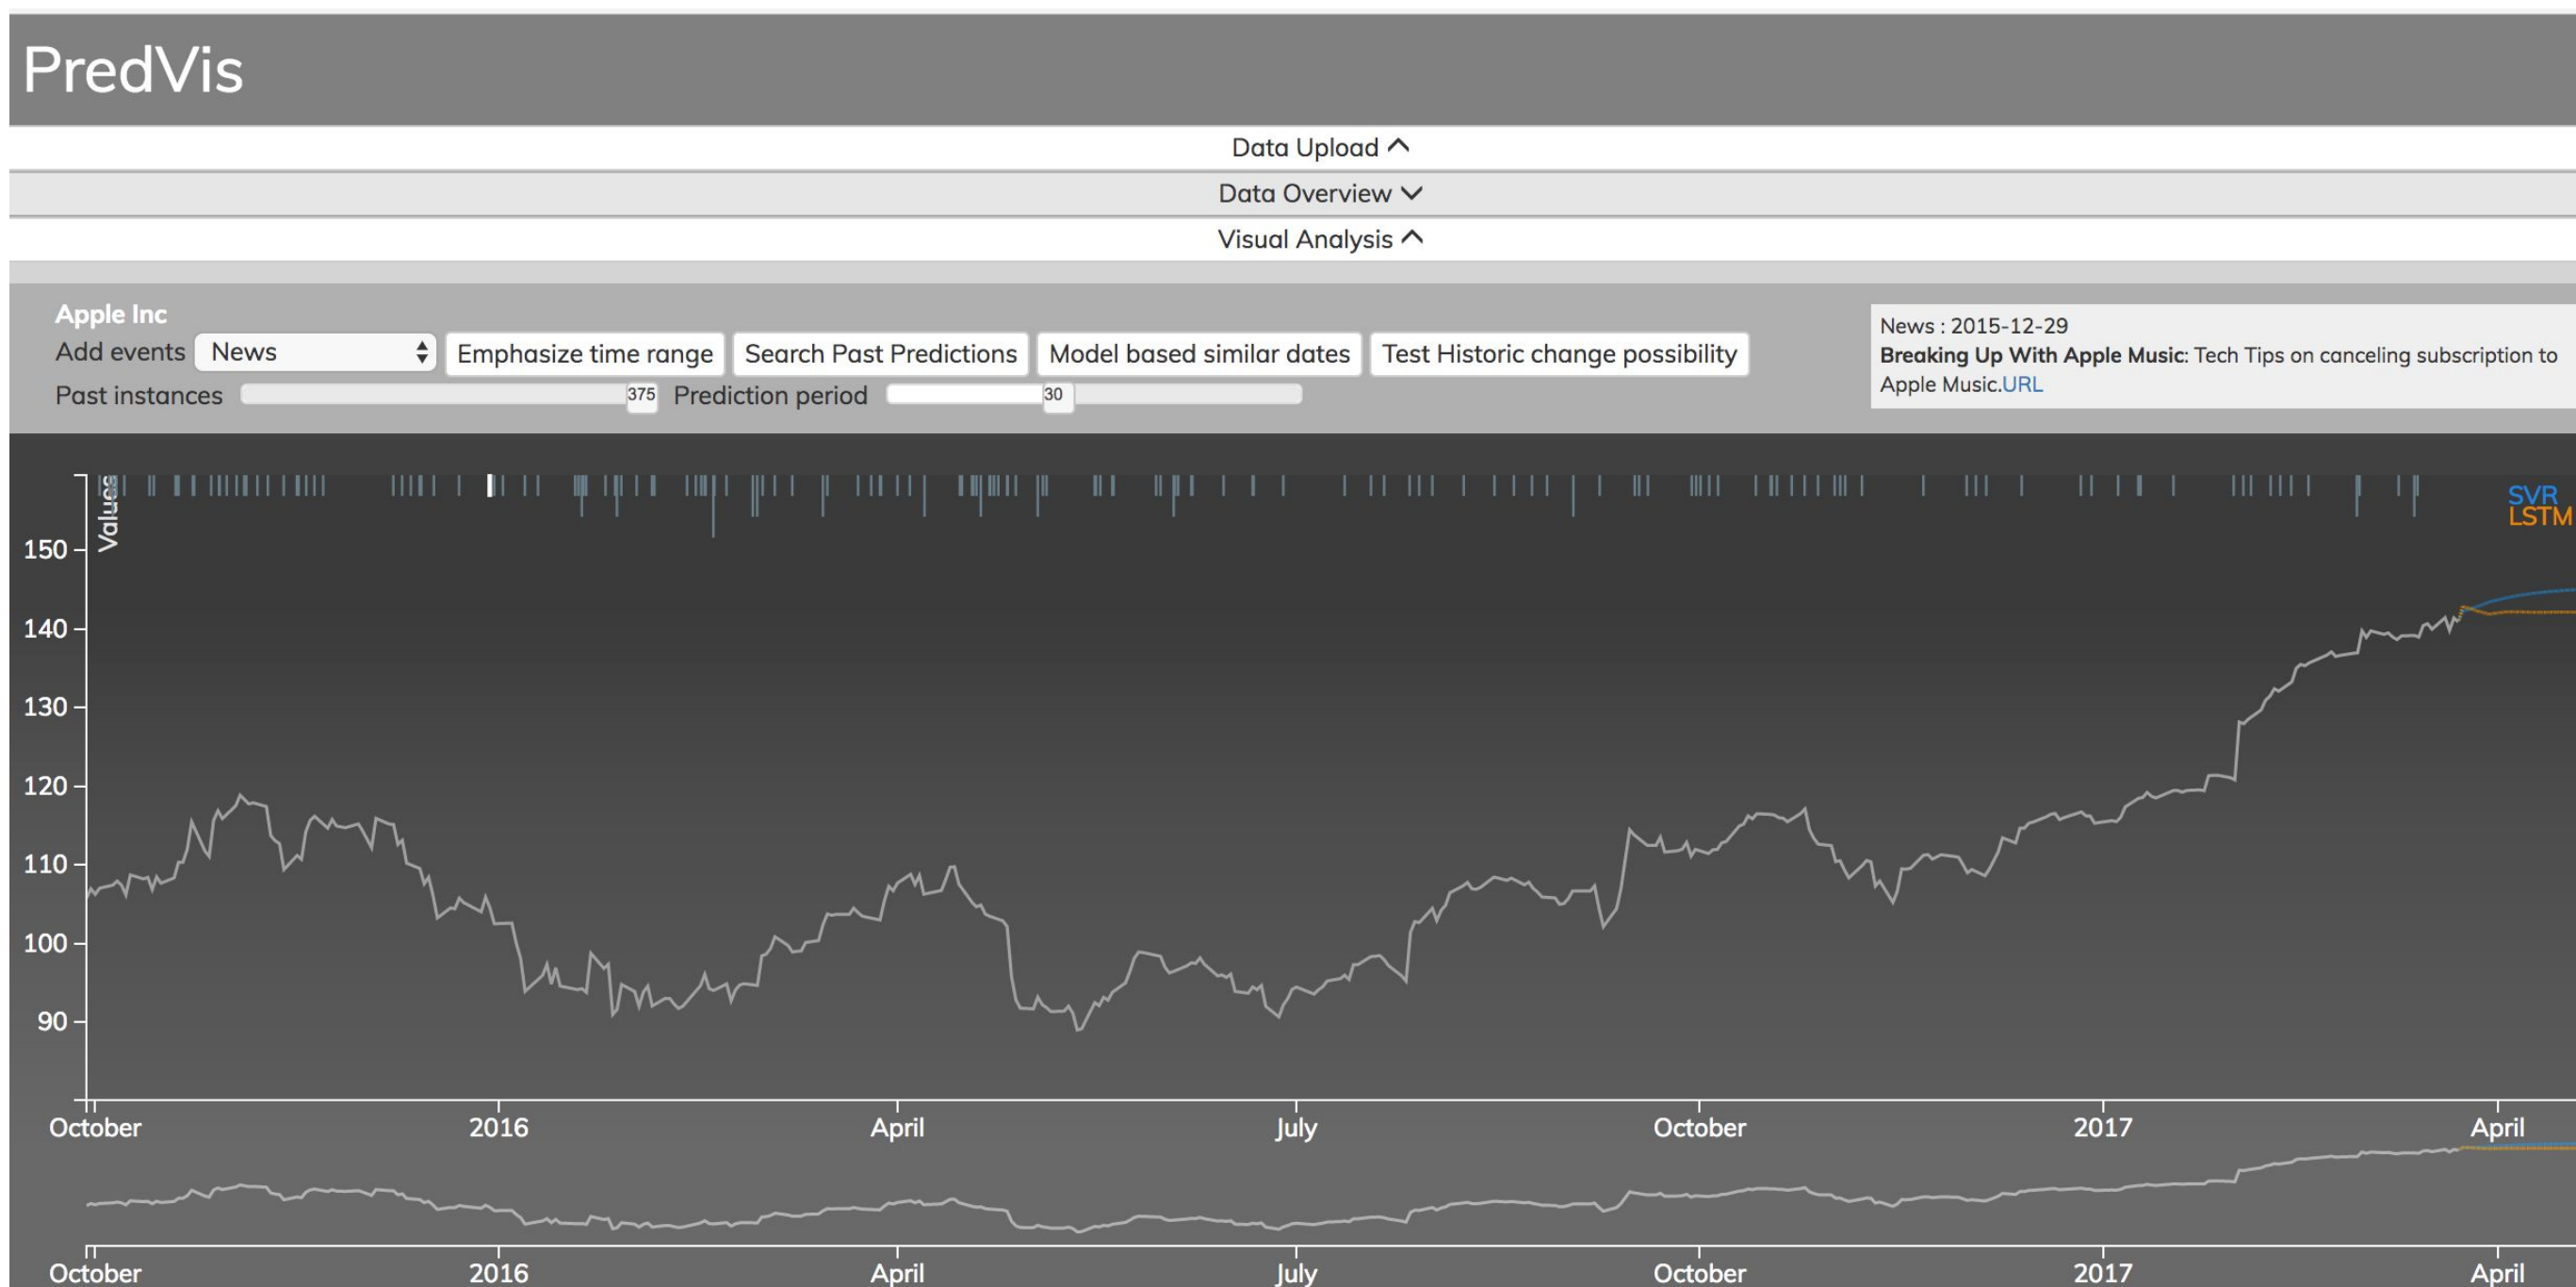 PredVis
Data Upload
Data Overview
Visual Analysis
Apple Inc
Add events News Emphasize time range Search Past Predictions Model based similar dates Test Historic change possibility
Past instances 375 Prediction period 30
News : 2015-12-29
Breaking Up With Apple Music: Tech Tips on canceling subscription to
Apple Music.URL
Values
SVR
LSTM
150
140
130
120
110
100
90
October 2016 April July October 2017 April
October 2016 April July October 2017 April